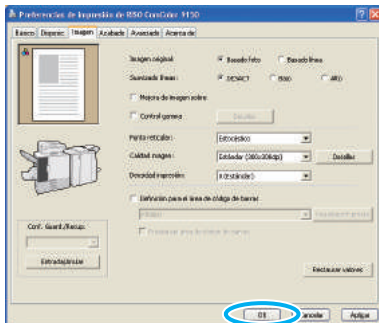 Preferencias de Impresión de RISO ComColor 9150
Básico Disposic. Imagen Acabado Avanzada Acerca de
Imagen original: Basado foto Basado línea
Suavizado líneas: DESACT Bajo Alto
Mejora de imagen sobre
Control gamma Detalles
Punta reticular: Estocástico
Calidad imagen: Estándar (300x300dpi) Detalles
Densidad impresión: 3(Estándar)
Definición para el área de código de barras
Conf. Guard./Recup.
Entradas/Inciar
Restaurar valores
OK Cancelar Aplicar